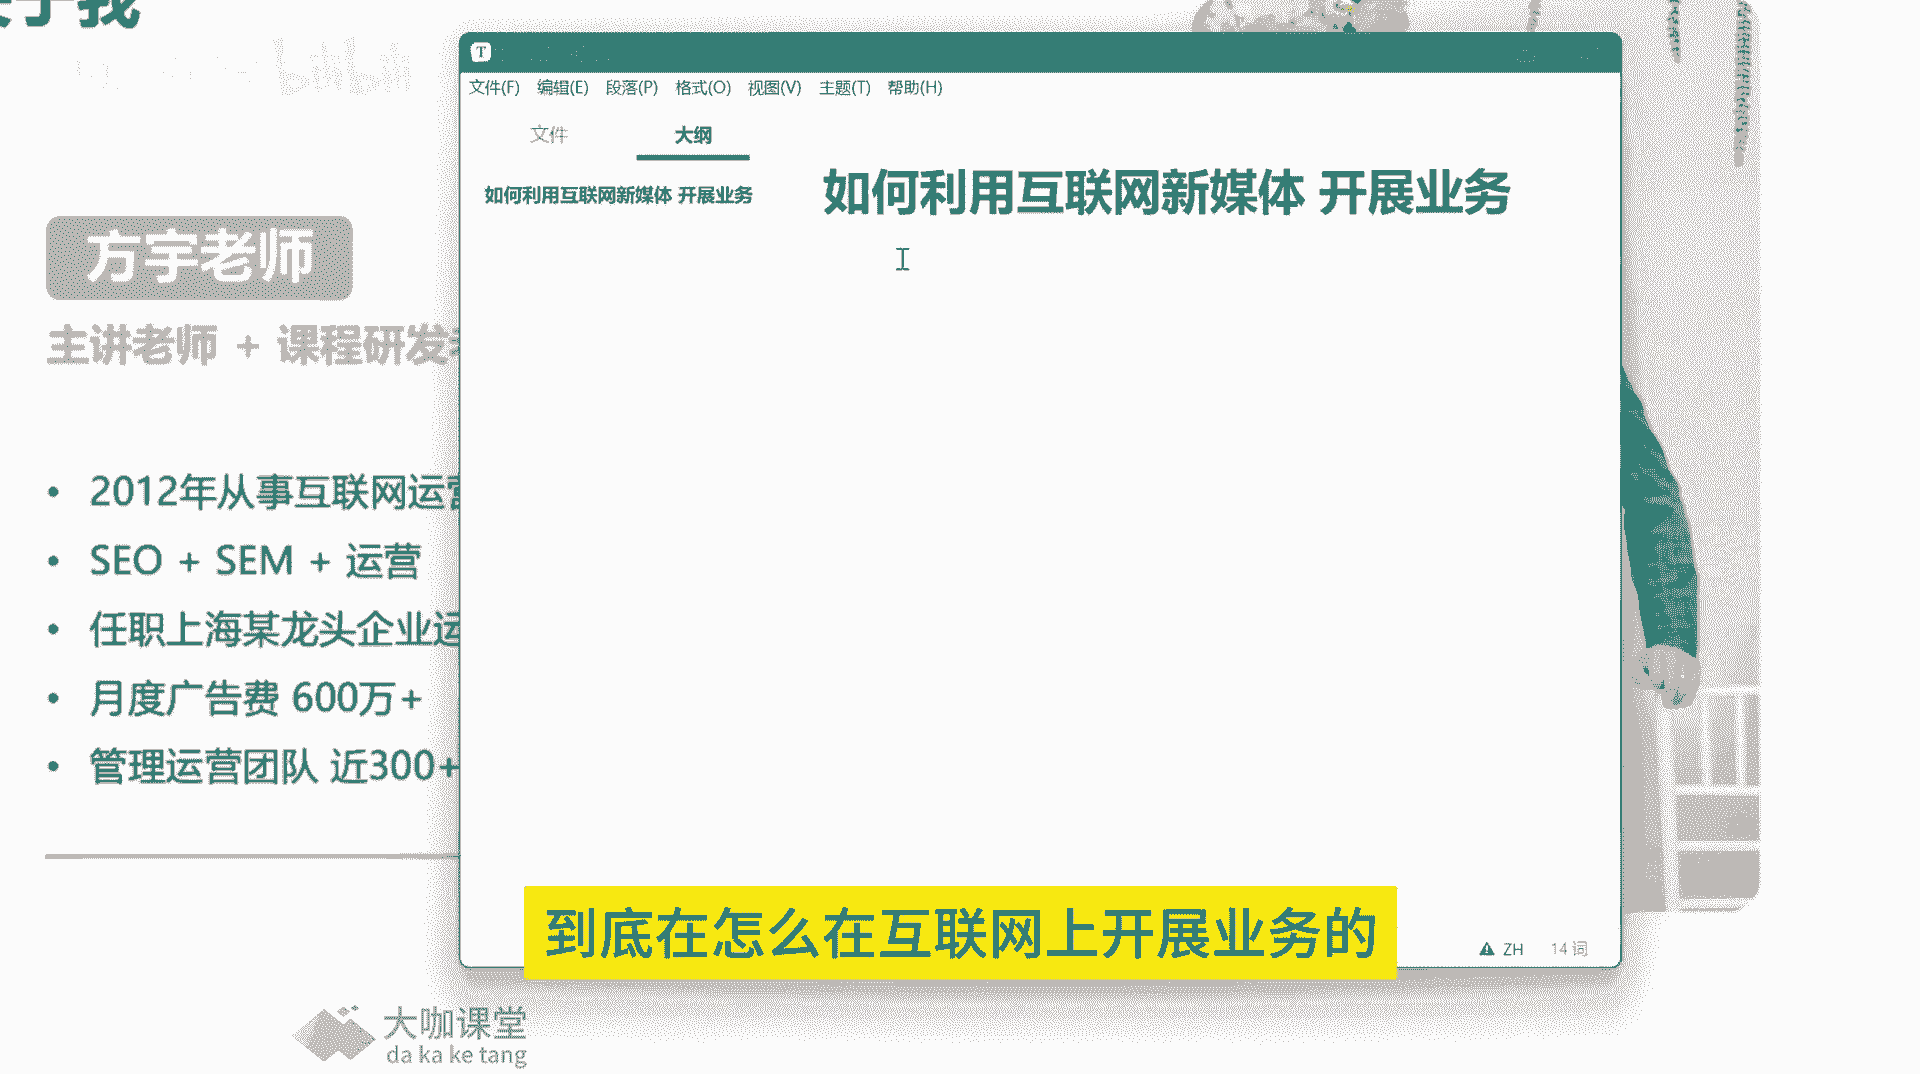 bilibili
方宇老师
主讲老师 + 课程研发
2012年从事互联网运营
SEO + SEM + 运营
任职上海某龙头企业运
月度广告费 600万+
管理运营团队 近300+
T
文件(F) 编辑(E) 段落(P) 格式(O) 视图(V) 主题(T) 帮助(H)
文件 大纲
如何利用互联网新媒体 开展业务
如何利用互联网新媒体 开展业务
到底在怎么在互联网上开展业务的
ZH 14 词
大咖课堂
da ka ke tang